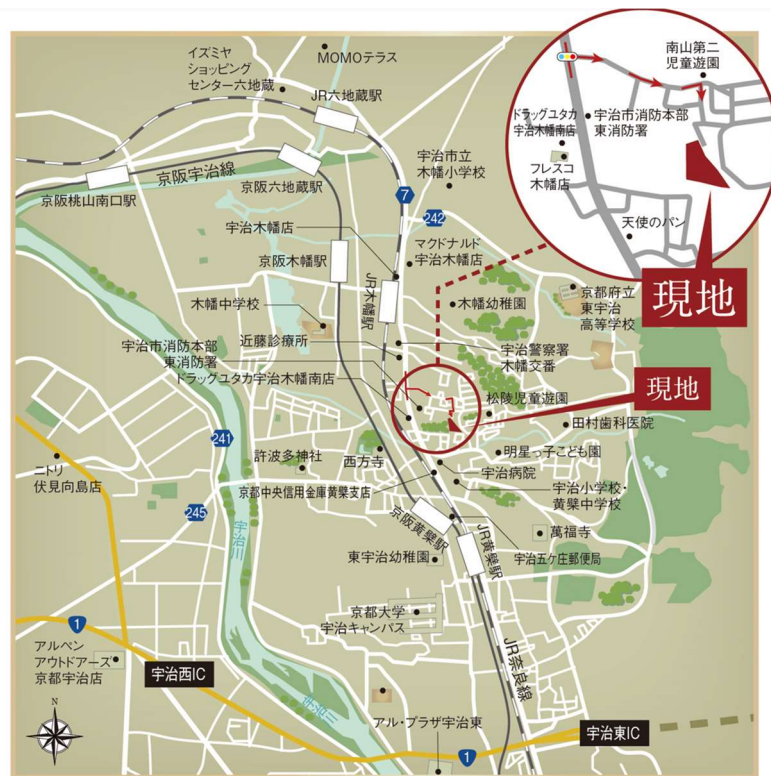 イズミヤ
ショッピング
センター六地蔵
MOMOテラス
JR六地蔵駅
京阪宇治線
京阪桃山南口駅
京阪六地蔵駅
宇治市立
木幡小学校
7
242
宇治木幡店
マクドナルド
宇治木幡店
京阪木幡駅
JR木幡駅
木幡中学校
木幡幼稚園
京都府立
東宇治
高等学校
近藤診療所
宇治市消防本部
東消防署
宇治警察署
木幡交番
ドラッグユタカ宇治木幡南店
松陵児童遊園
現地
田村歯科医院
241
許波多神社
西方寺
明星っ子こども園
宇治病院
ニトリ
伏見向島店
京都中央信用金庫黄檗支店
宇治小学校・
黄檗中学校
245
宇治川
京阪黄檗駅
JR黄檗駅
萬福寺
宇治五ケ庄郵便局
東宇治幼稚園
京都大学
宇治キャンパス
JR奈良線
1
アルペン
アウトドアーズ
京都宇治店
宇治西IC
宇治川
アル・プラザ宇治東
1
宇治東IC
N
南山第二
児童遊園
ドラッグユタカ
宇治木幡南店
宇治市消防本部
東消防署
フレスコ
木幡店
天使のパン
現地